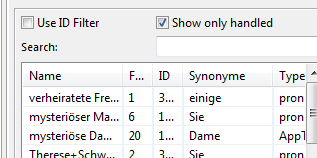 Use ID Filter Show only handled
Search:
Name F... ID Synonyme Type
verheiratete Fre... 1 3... einige pron
mysteriöser Ma... 6 1... Sie pron
mysteriöse Da... 20 1... Dame AppT
Therese+Schw... 2 3... Sie pron